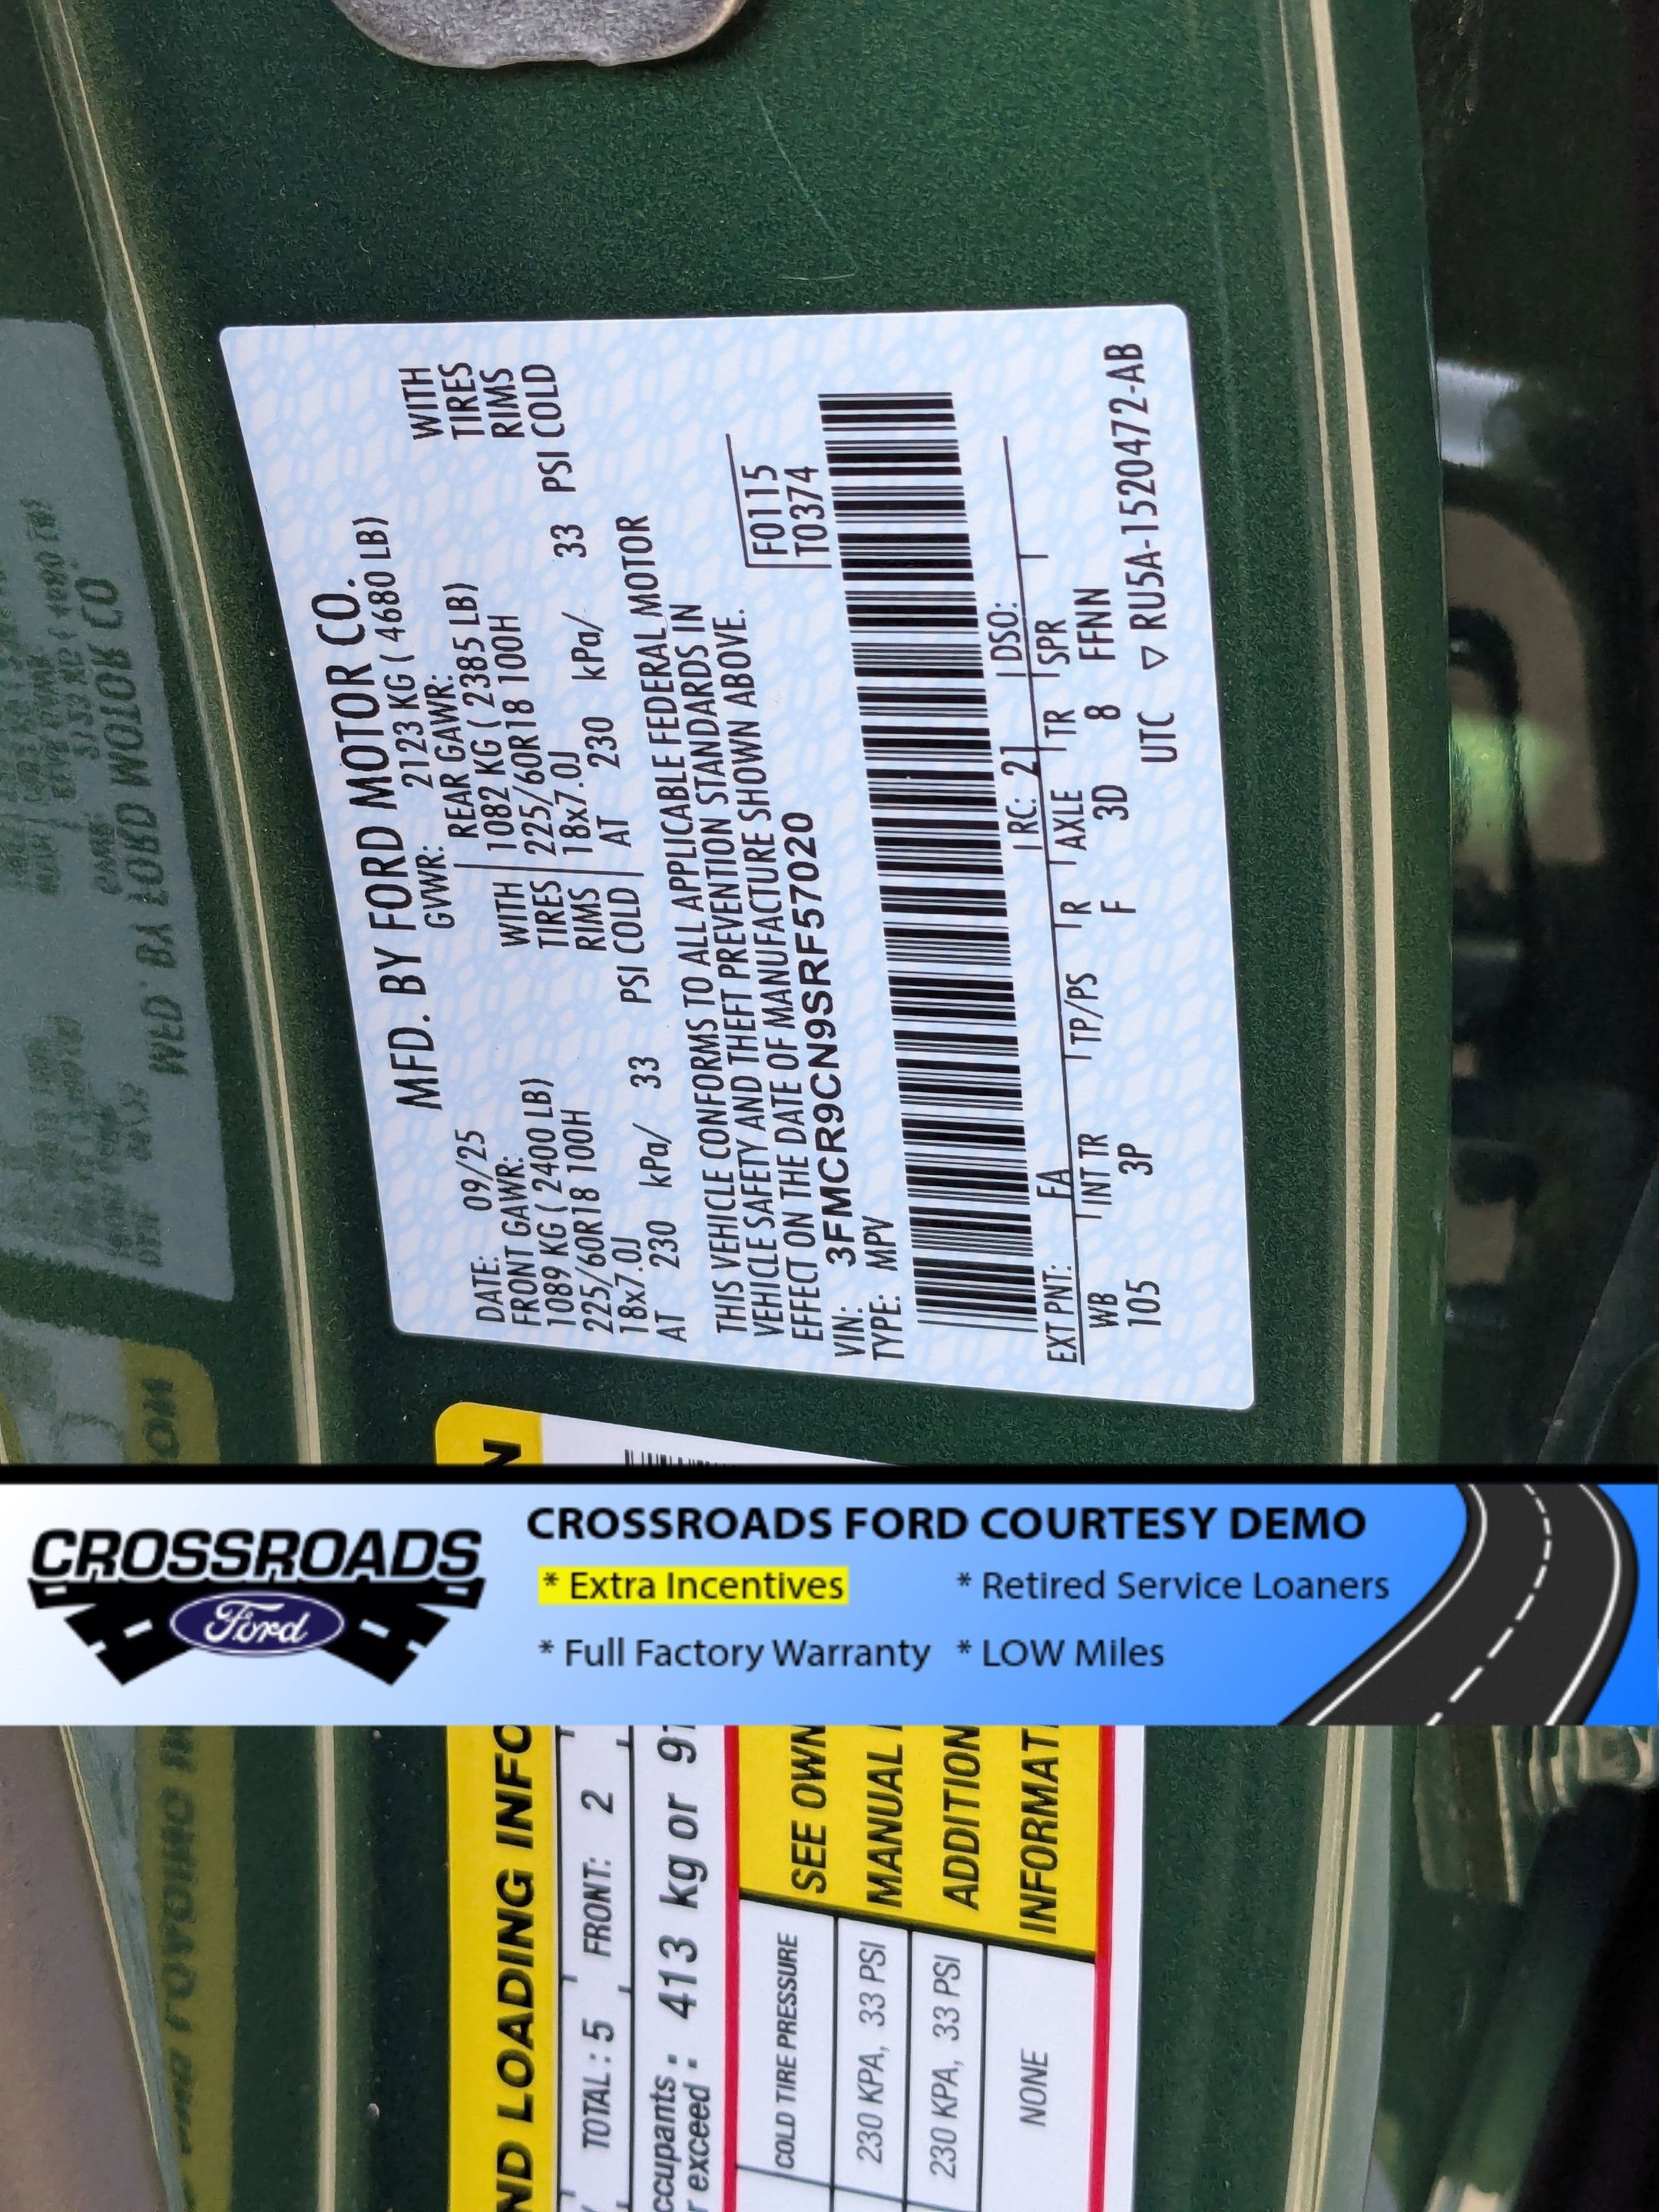 MFD. BY FORD MOTOR CO.
DATE: 09/25 GVWR: 2123 KG ( 4680 LB)
FRONT GAWR: REAR GAWR:
1089 KG ( 2400 LB) WITH 1082 KG ( 2385 LB) WITH
225/60R18 100H TIRES 225/60R18 100H TIRES
18x7.0J RIMS 18x7.0J RIMS
AT 230 kPa/ 33 PSI COLD AT 230 kPa/ 33 PSI COLD
THIS VEHICLE CONFORMS TO ALL APPLICABLE FEDERAL MOTOR
VEHICLE SAFETY AND THEFT PREVENTION STANDARDS IN
EFFECT ON THE DATE OF MANUFACTURE SHOWN ABOVE.
VIN: 3FMCR9CN9SRF57020 F0115
TYPE: MPV T0374
EXT PNT: FA RC: 21 DSO:
WB INT TR TP/PS R AXLE TR SPR
105 3P F 3D 8 FFNN
UTC ▽ RU5A-1520472-AB
CROSSROADS
Ford
CROSSROADS FORD COURTESY DEMO
* Extra Incentives * Retired Service Loaners
* Full Factory Warranty * LOW Miles
LOADING
TOTAL : 5 FRONT: 2
413 kg or
COLD TIRE PRESSURE
230 KPA, 33 PSI
230 KPA, 33 PSI
NONE
SEE
MANUAL